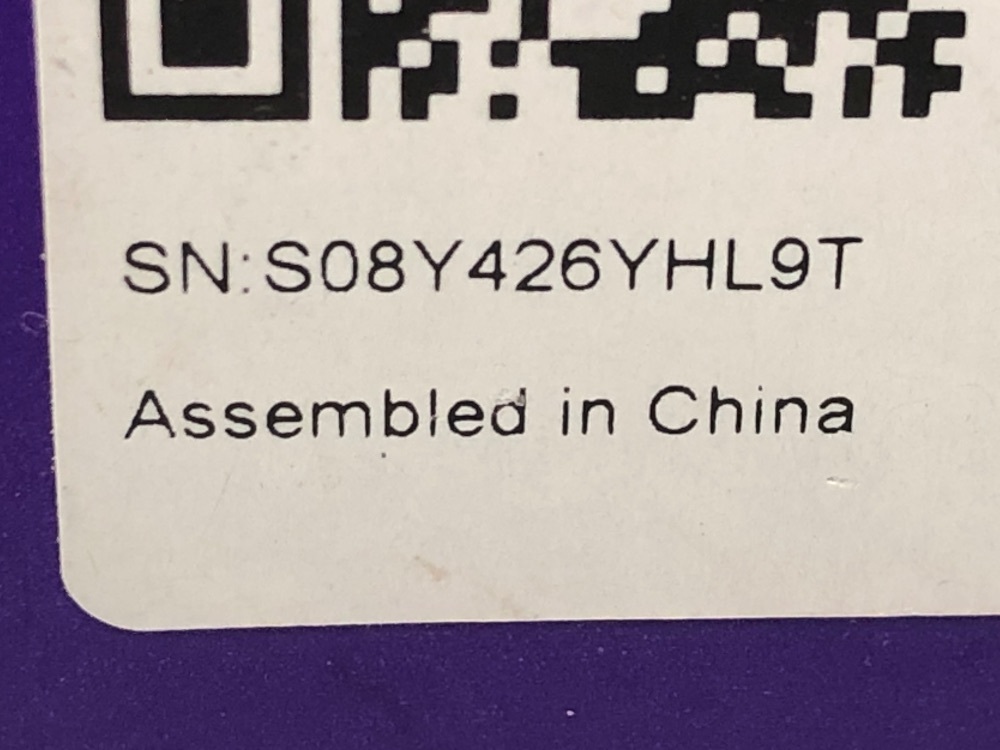 SN:S08Y426YHL9T
Assembled in China